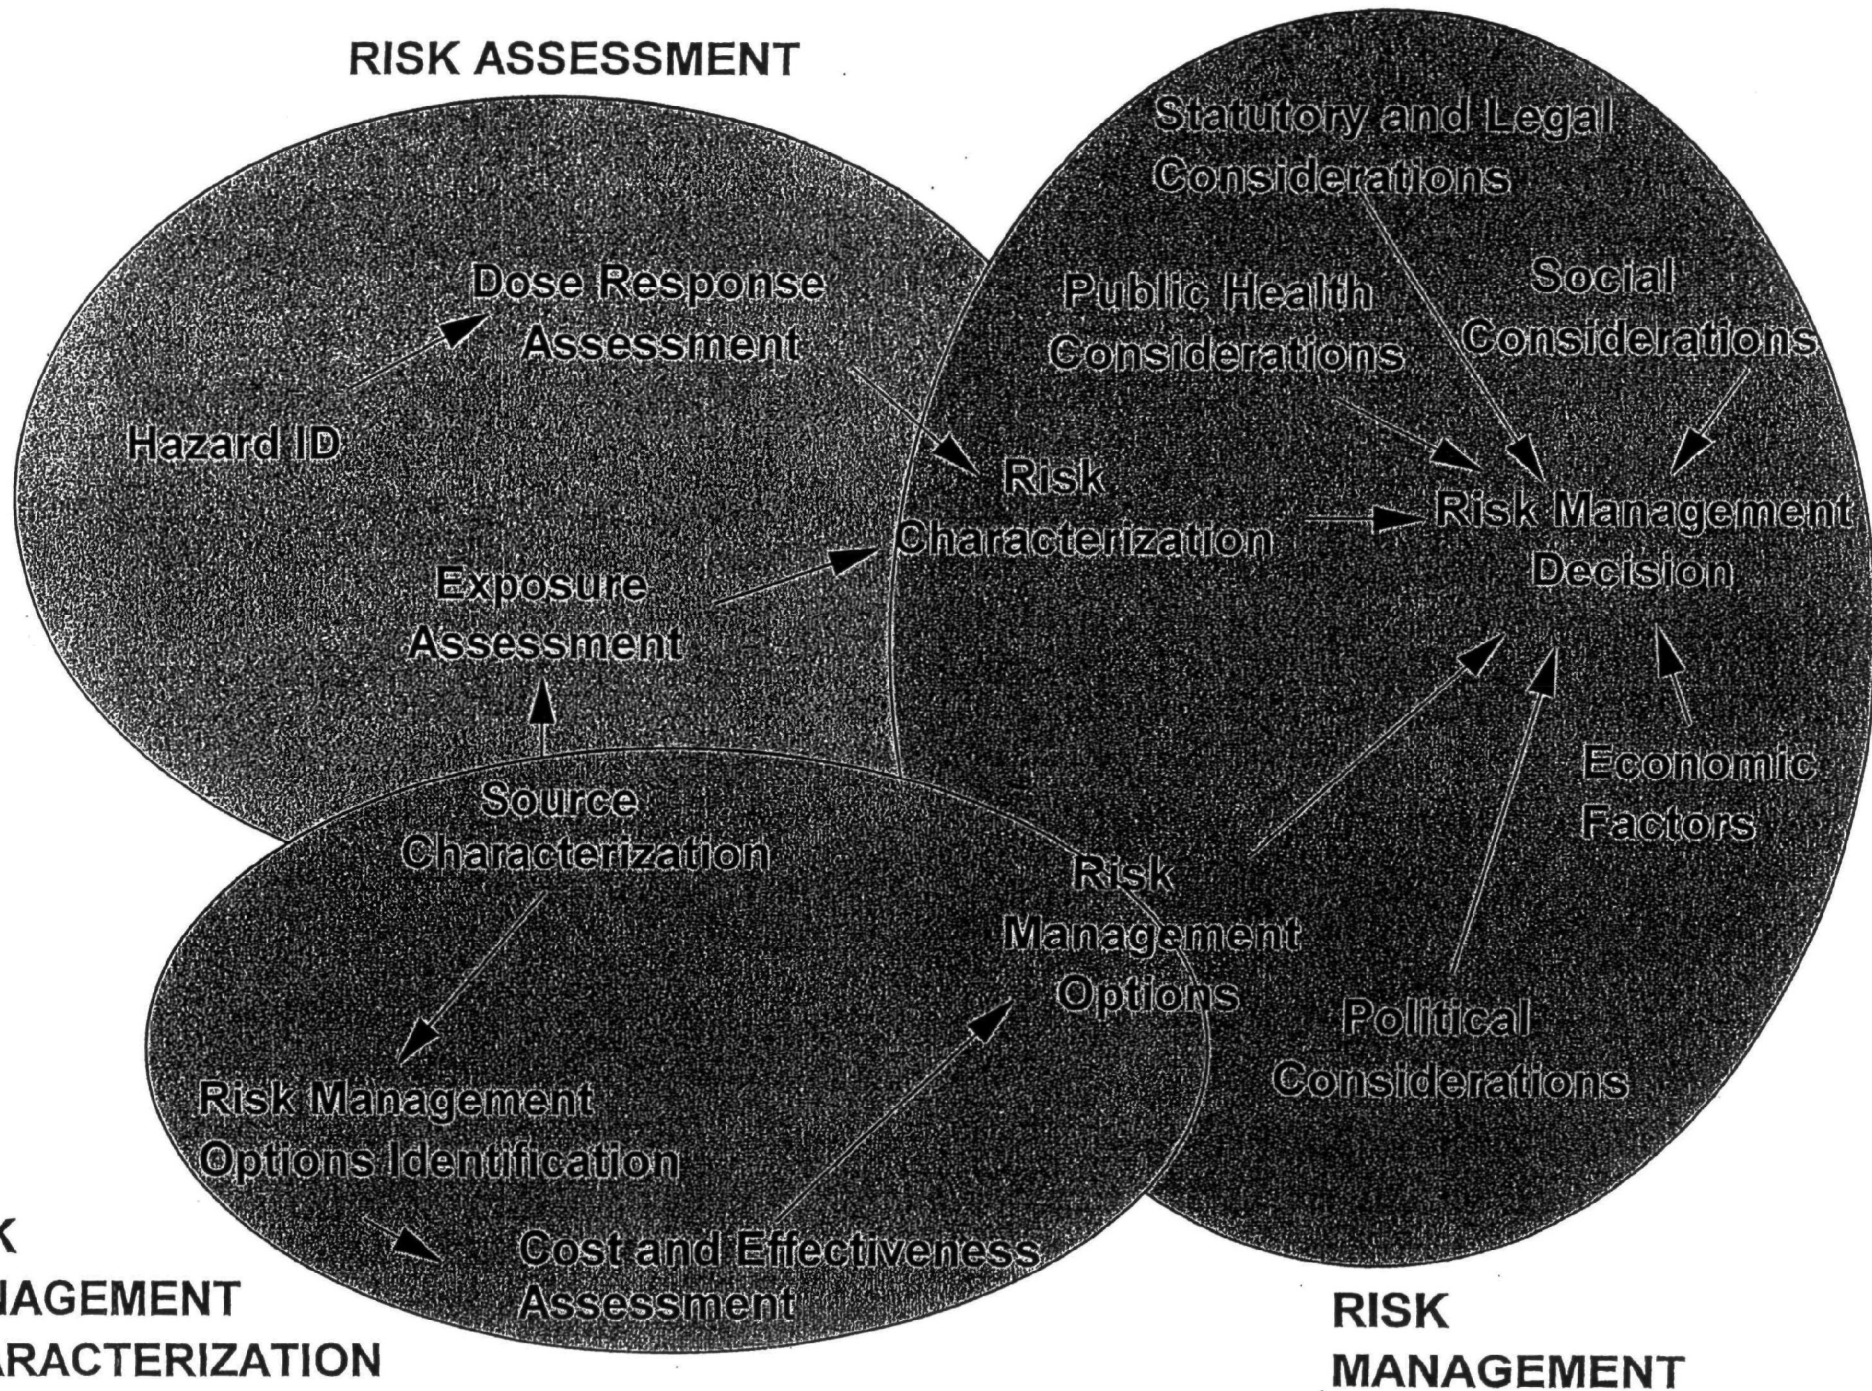 RISK ASSESSMENT
Statutory and Legal
Considerations
Dose Response
Assessment
Public Health
Considerations
Social
Considerations
Hazard ID
Risk
Characterization
Risk Management
Decision
Exposure
Assessment
Source
Characterization
Economic
Factors
Risk
Management
Options
Political
Considerations
Risk Management
Options Identification
Cost and Effectiveness
Assessment
K
NAGEMENT
ARACTERIZATION
RISK
MANAGEMENT